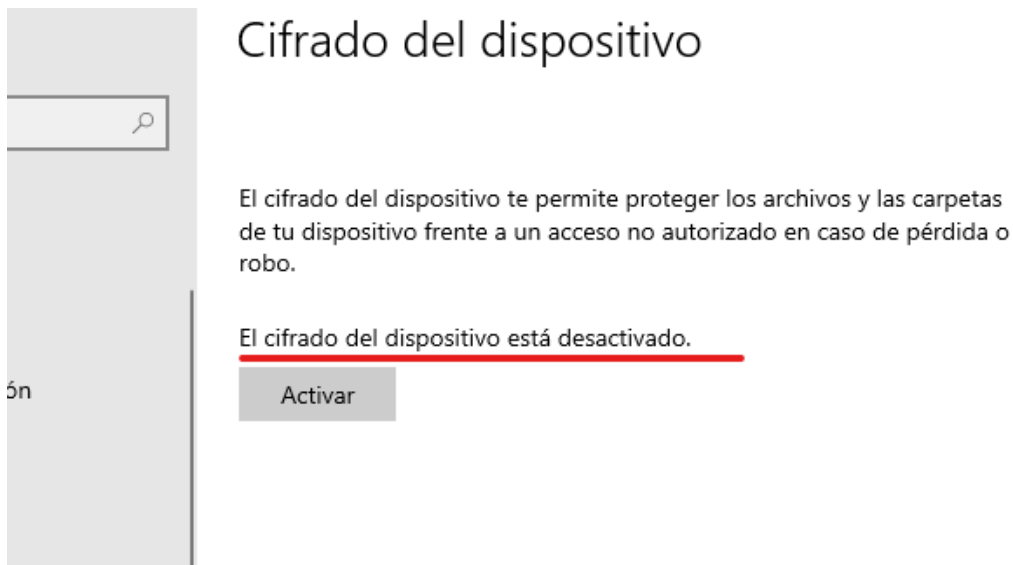 Cifrado del dispositivo
El cifrado del dispositivo te permite proteger los archivos y las carpetas
de tu dispositivo frente a un acceso no autorizado en caso de pérdida o
robo.
El cifrado del dispositivo está desactivado.
ón
Activar